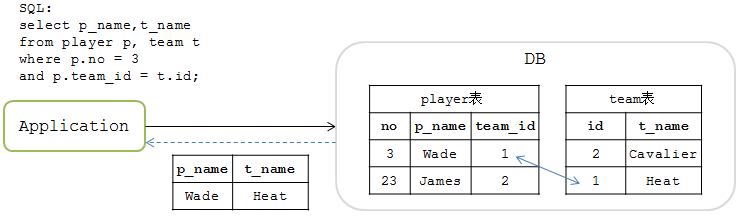 SQL:
select p_name,t_name
from player p, team t
where p.no = 3
and p.team_id = t.id;
DB
Application
player表
no p_name team_id
3 Wade 1
23 James 2
team表
id t_name
2 Cavalier
1 Heat
p_name t_name
Wade Heat